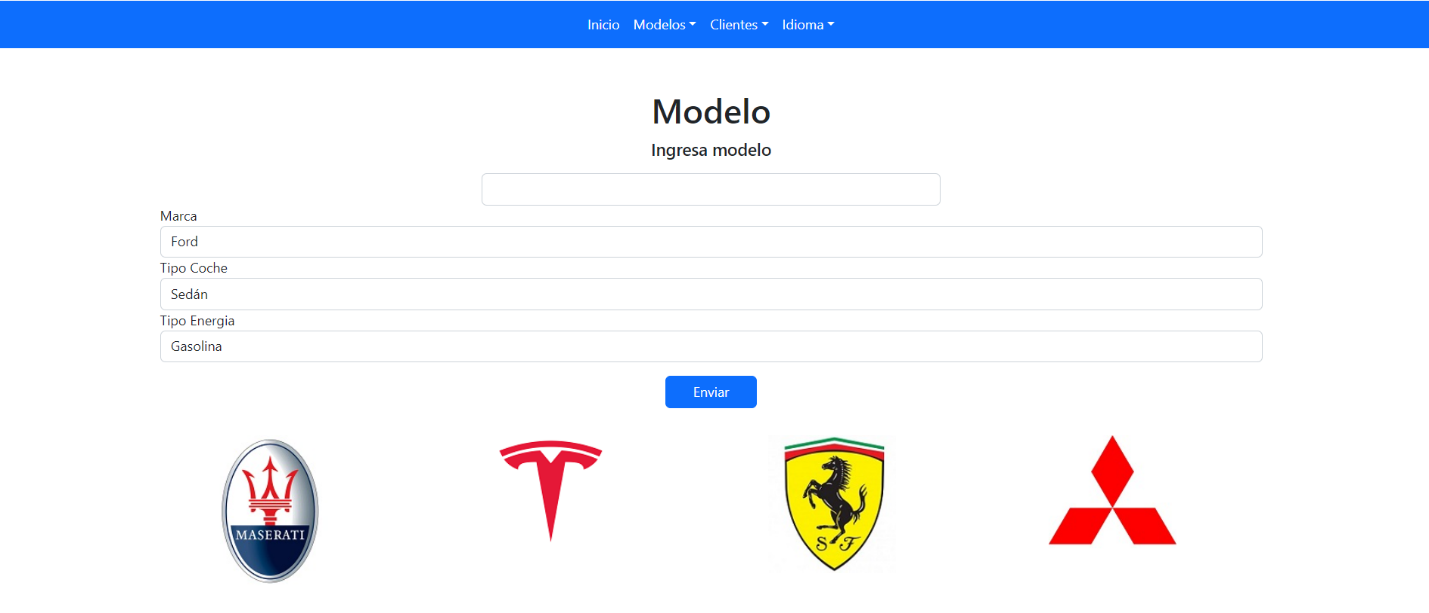 Inicio Modelos Clientes Idioma
Modelo
Ingresa modelo
Marca
Ford
Tipo Coche
Sedán
Tipo Energia
Gasolina
Enviar
MASERATI
S F